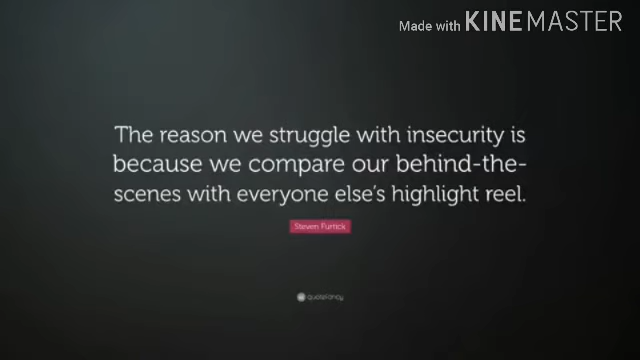 Made with KINEMASTER
The reason we struggle with insecurity is
because we compare our behind-the-
scenes with everyone else's highlight reel.
Steven Furtick
quotefancy